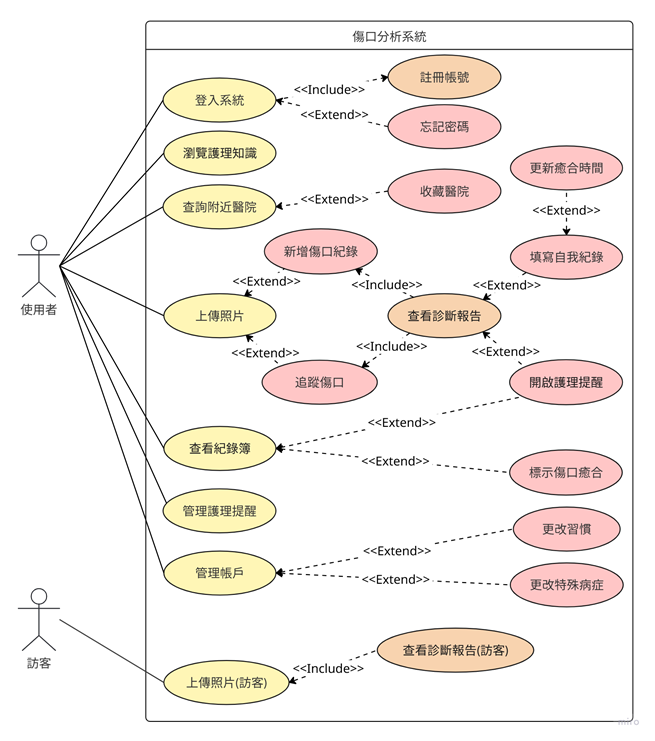 傷口分析系統
登入系統
<<Include>>
註冊帳號
<<Extend>>
忘記密碼
瀏覽護理知識
查詢附近醫院
<<Extend>>
收藏醫院
更新癒合時間
<<Extend>>
填寫自我紀錄
新增傷口紀錄
<<Extend>>
<<Include>>
<<Extend>>
使用者
上傳照片
查看診斷報告
<<Extend>>
<<Include>>
<<Extend>>
追蹤傷口
開啟護理提醒
<<Extend>>
查看紀錄簿
<<Extend>>
標示傷口癒合
管理護理提醒
更改習慣
<<Extend>>
管理帳戶
<<Extend>>
更改特殊病症
訪客
查看診斷報告(訪客)
<<Include>>
上傳照片(訪客)
miro